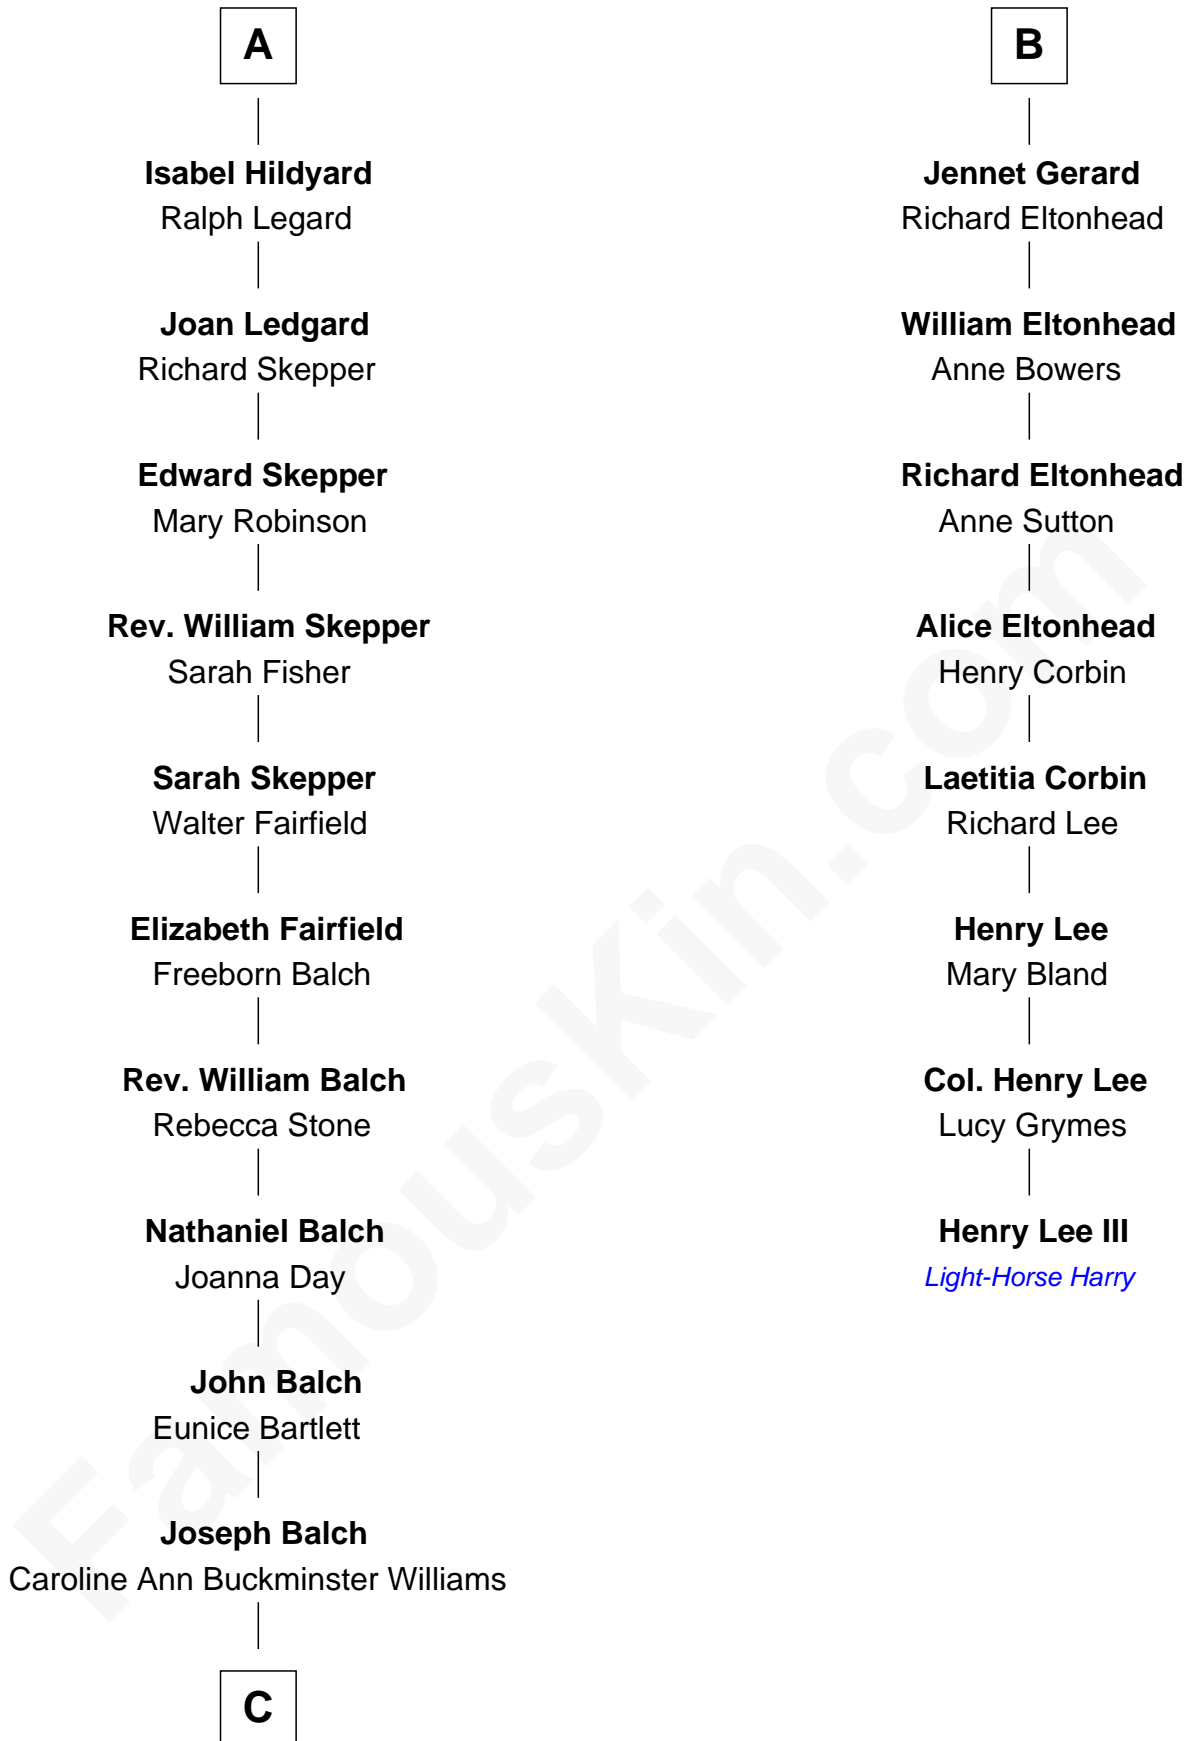 A
Isabel Hildyard
Ralph Legard
Joan Ledgard
Richard Skepper
Edward Skepper
Mary Robinson
Rev. William Skepper
Sarah Fisher
Sarah Skepper
Walter Fairfield
Elizabeth Fairfield
Freeborn Balch
Rev. William Balch
Rebecca Stone
Nathaniel Balch
Joanna Day
John Balch
Eunice Bartlett
Joseph Balch
Caroline Ann Buckminster Williams
C
B
Jennet Gerard
Richard Eltonhead
William Eltonhead
Anne Bowers
Richard Eltonhead
Anne Sutton
Alice Eltonhead
Henry Corbin
Laetitia Corbin
Richard Lee
Henry Lee
Mary Bland
Col. Henry Lee
Lucy Grymes
Henry Lee III
Light-Horse Harry
FamousKin.com